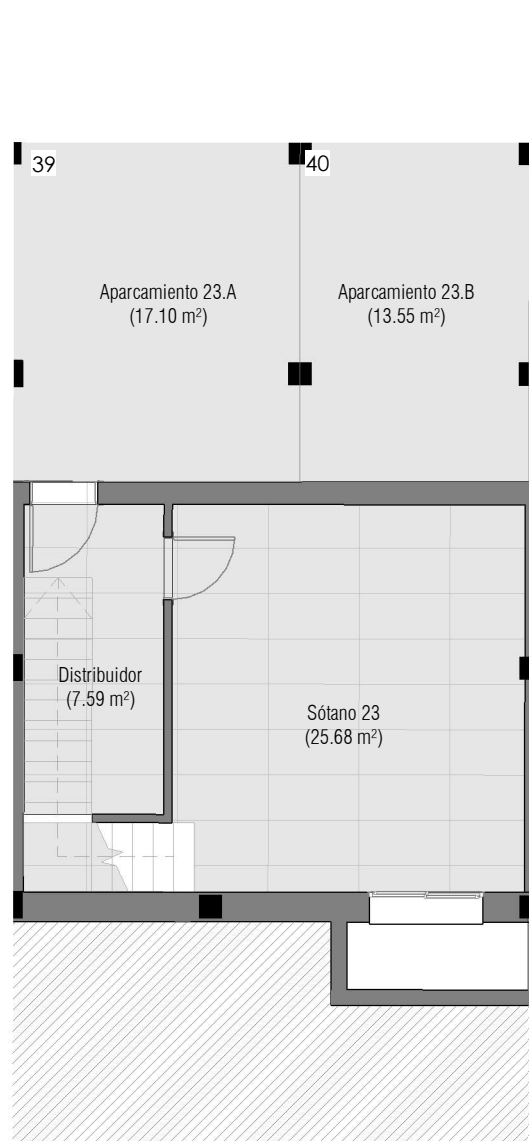 39
40
Aparcamiento 23.A
(17.10 m²)
Aparcamiento 23.B
(13.55 m²)
Distribuidor
(7.59 m²)
Sótano 23
(25.68 m²)